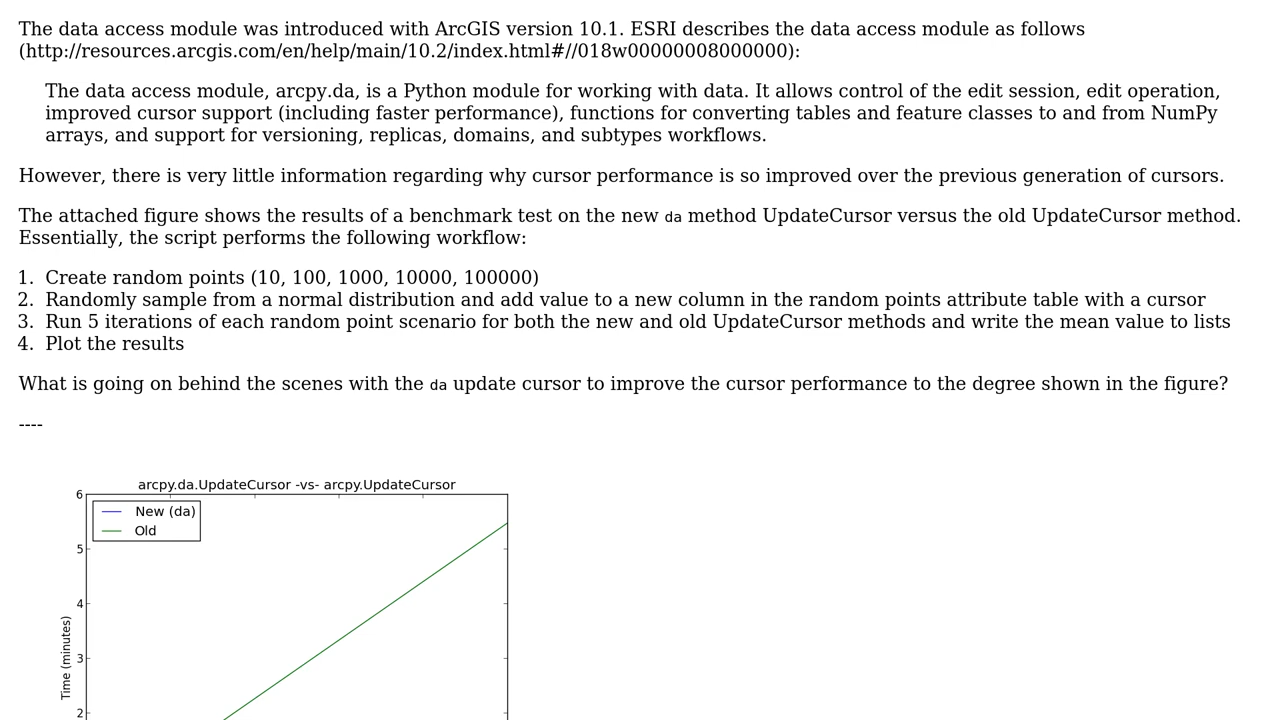 The data access module was introduced with ArcGIS version 10.1. ESRI describes the data access module as follows
(http://resources.arcgis.com/en/help/main/10.2/index.html#//018w00000008000000):
The data access module, arcpy.da, is a Python module for working with data. It allows control of the edit session, edit operation,
improved cursor support (including faster performance), functions for converting tables and feature classes to and from NumPy
arrays, and support for versioning, replicas, domains, and subtypes workflows.
However, there is very little information regarding why cursor performance is so improved over the previous generation of cursors.
The attached figure shows the results of a benchmark test on the new da method UpdateCursor versus the old UpdateCursor method.
Essentially, the script performs the following workflow:
1. Create random points (10, 100, 1000, 10000, 100000)
2. Randomly sample from a normal distribution and add value to a new column in the random points attribute table with a cursor
3. Run 5 iterations of each random point scenario for both the new and old UpdateCursor methods and write the mean value to lists
4. Plot the results
What is going on behind the scenes with the da update cursor to improve the cursor performance to the degree shown in the figure?
----
arcpy.da.UpdateCursor -vs- arcpy.UpdateCursor
6
New (da)
Old
5
4
3
2
Time (minutes)